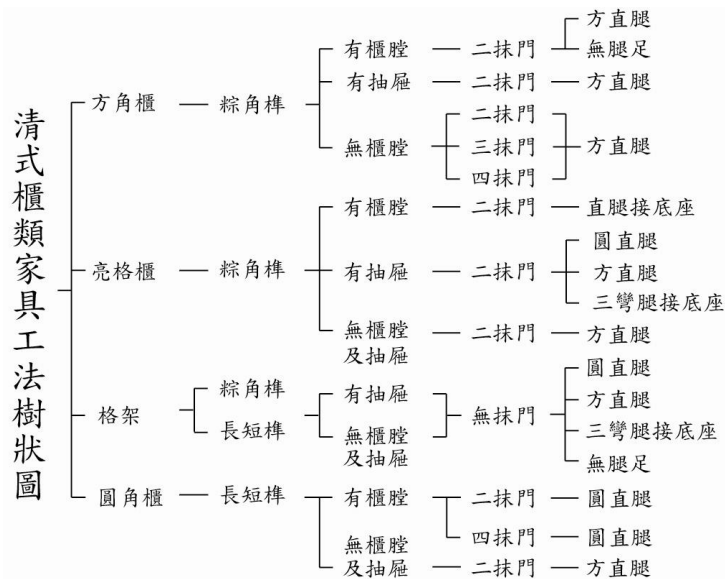 清式櫃類家具工法樹狀圖
方角櫃
粽角榫
有櫃膛
二抹門
方直腿
無腿足
有抽屜
二抹門
方直腿
無櫃膛
二抹門
三抹門
四抹門
方直腿
亮格櫃
粽角榫
有櫃膛
二抹門
直腿接底座
有抽屜
二抹門
圓直腿
方直腿
三彎腿接底座
無櫃膛
及抽屜
二抹門
方直腿
格架
粽角榫
長短榫
有抽屜
無櫃膛
及抽屜
無抹門
圓直腿
方直腿
三彎腿接底座
無腿足
圓角櫃
長短榫
有櫃膛
二抹門
圓直腿
四抹門
圓直腿
無櫃膛
及抽屜
二抹門
方直腿